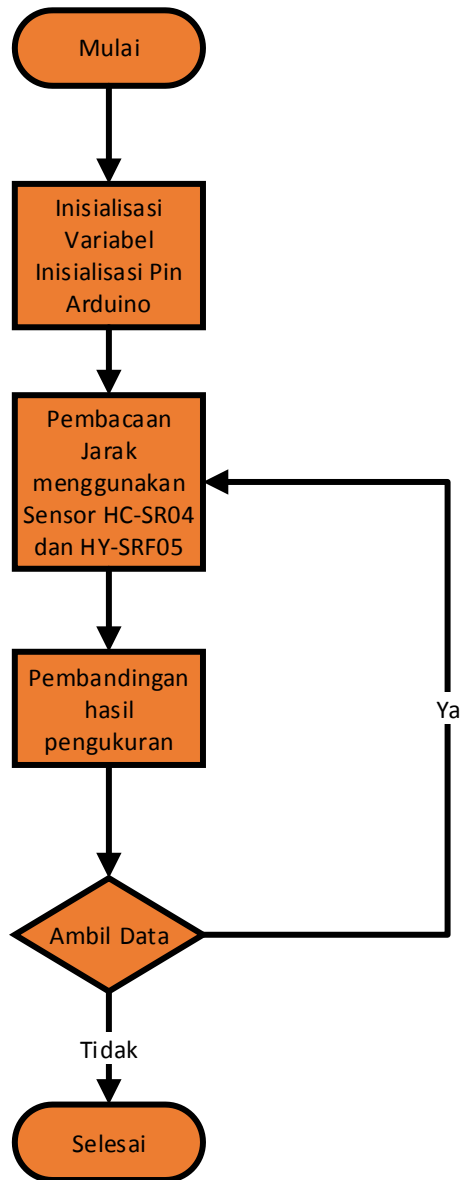 Mulai
Inisialisasi
Variabel
Inisialisasi Pin
Arduino
Pembacaan
Jarak
menggunakan
Sensor HC-SR04
dan HY-SRF05
Pembandingan
hasil
pengukuran
Ya
Ambil Data
Tidak
Selesai